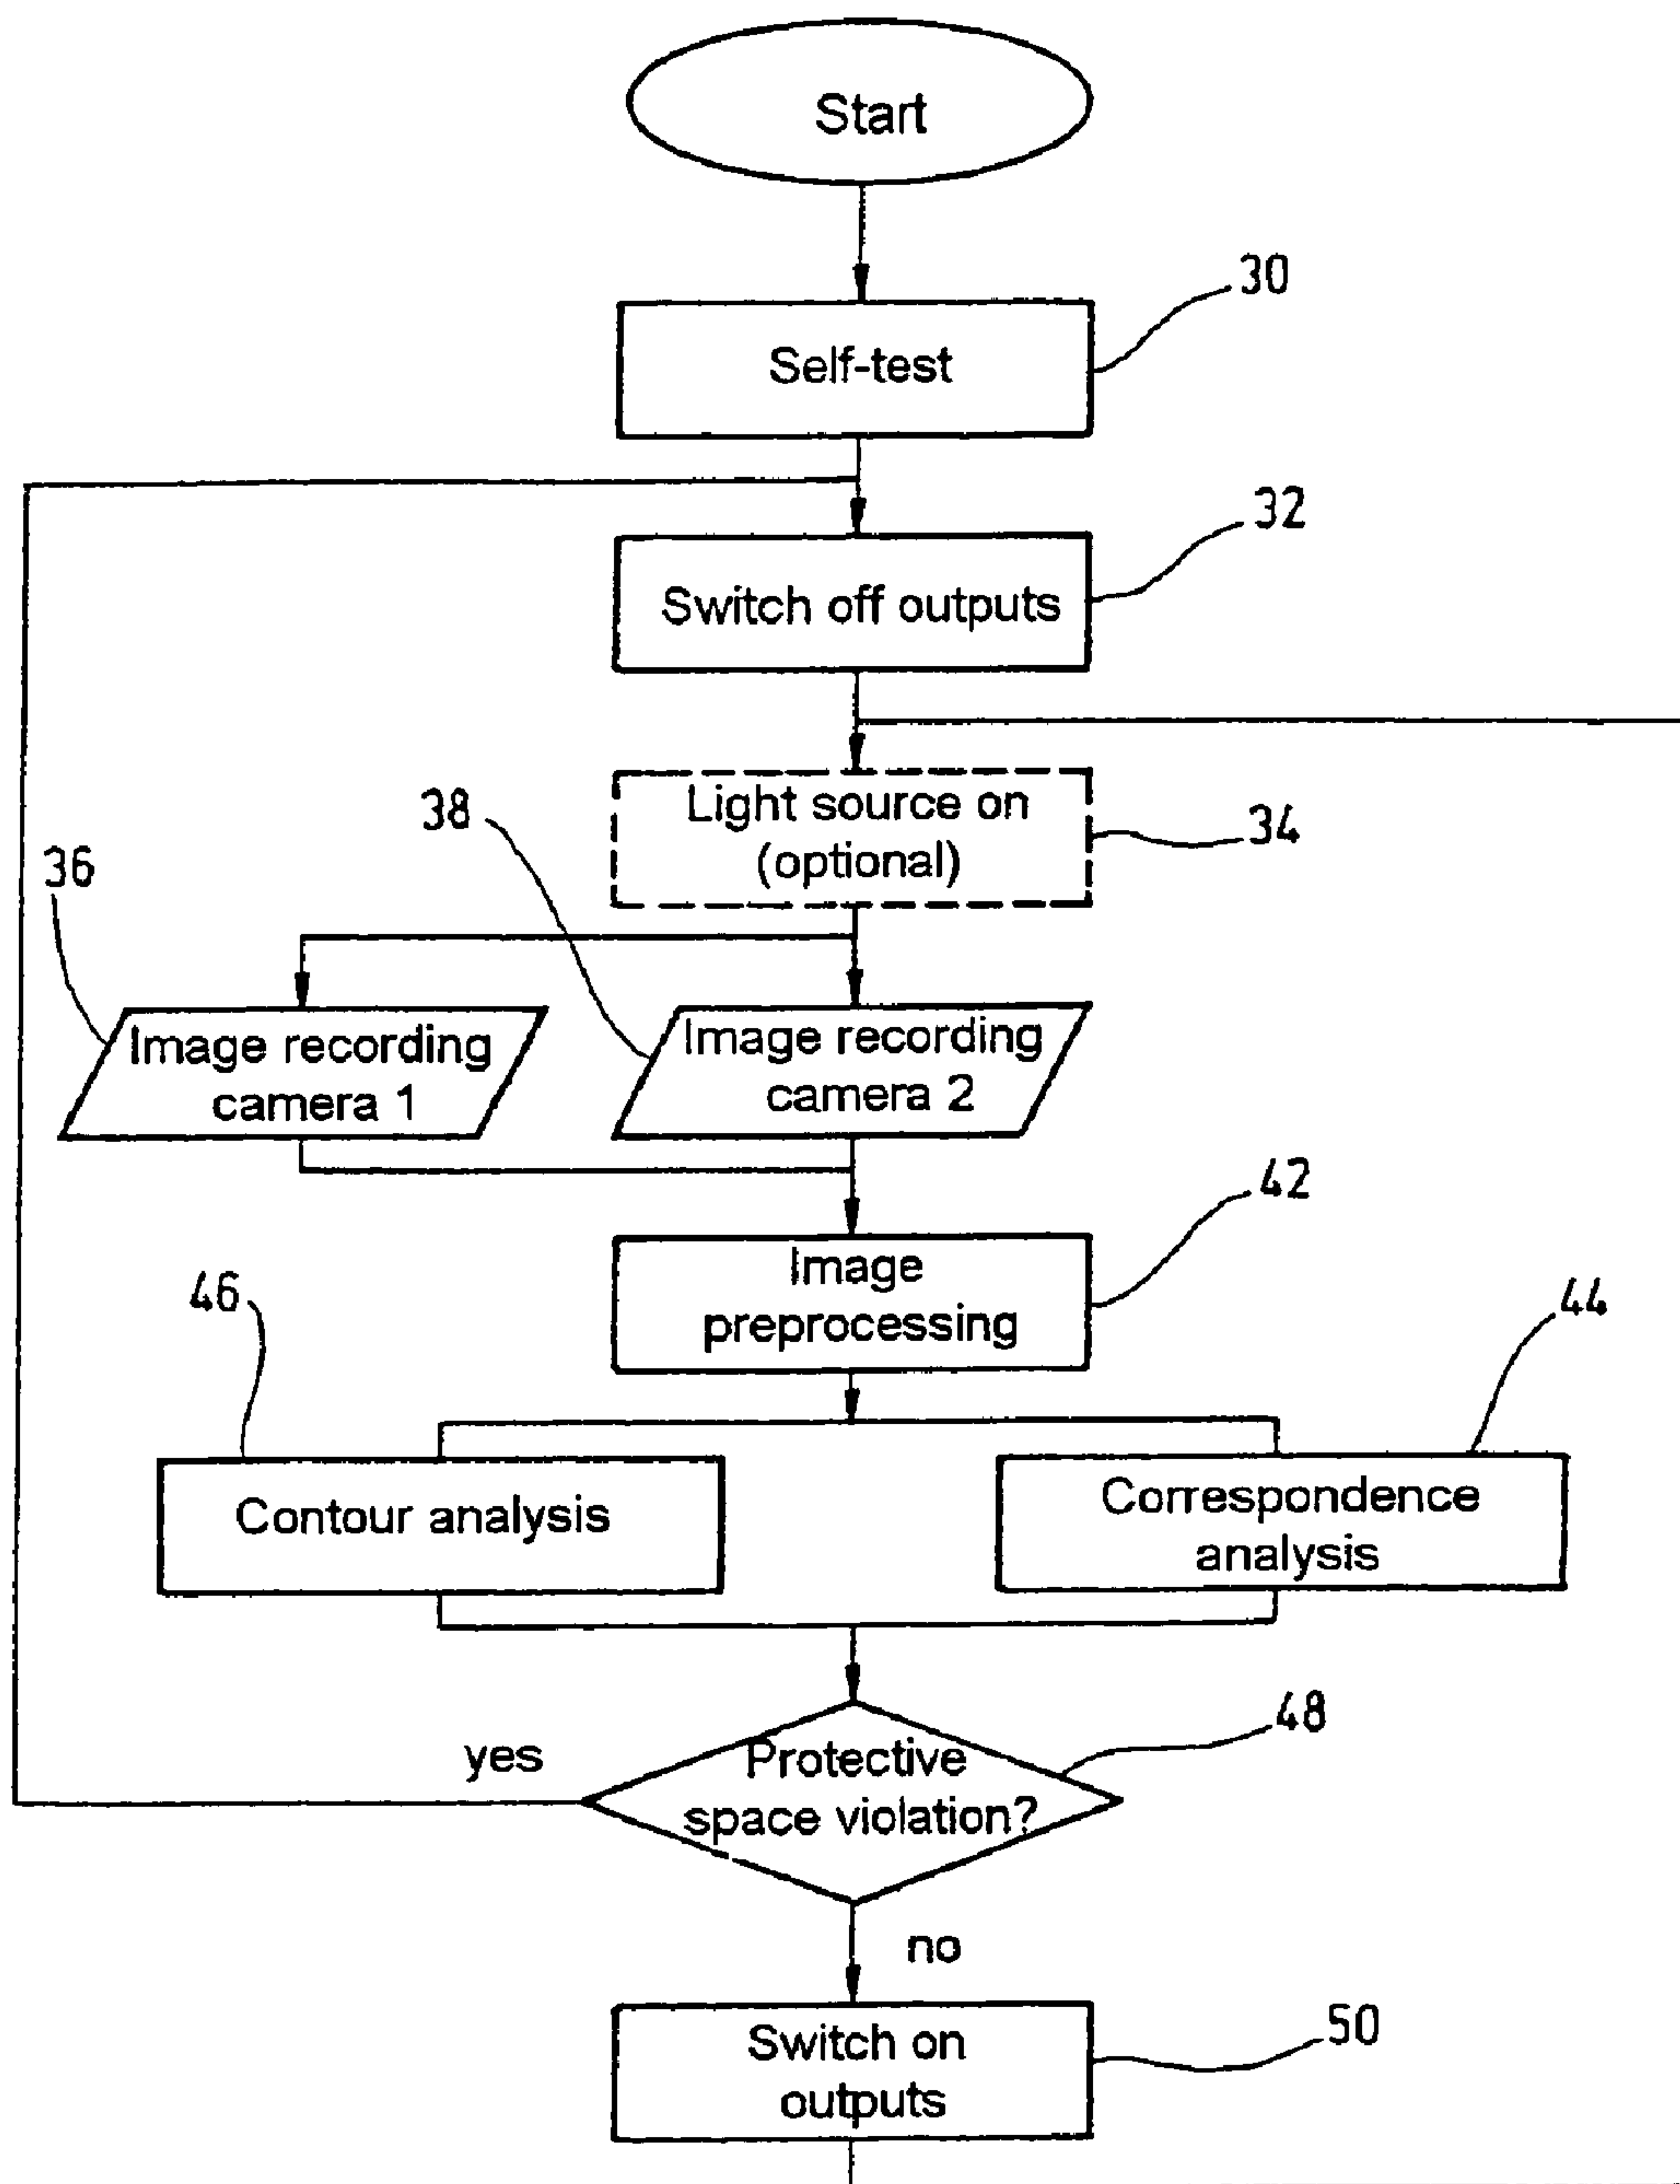 Start
30
Self-test
32
Switch off outputs
34
Light source on
(optional)
38
36
Image recording
camera 1
Image recording
camera 2
42
Image
preprocessing
46
44
Contour analysis
Correspondence
analysis
48
yes
Protective
space violation?
no
50
Switch on
outputs